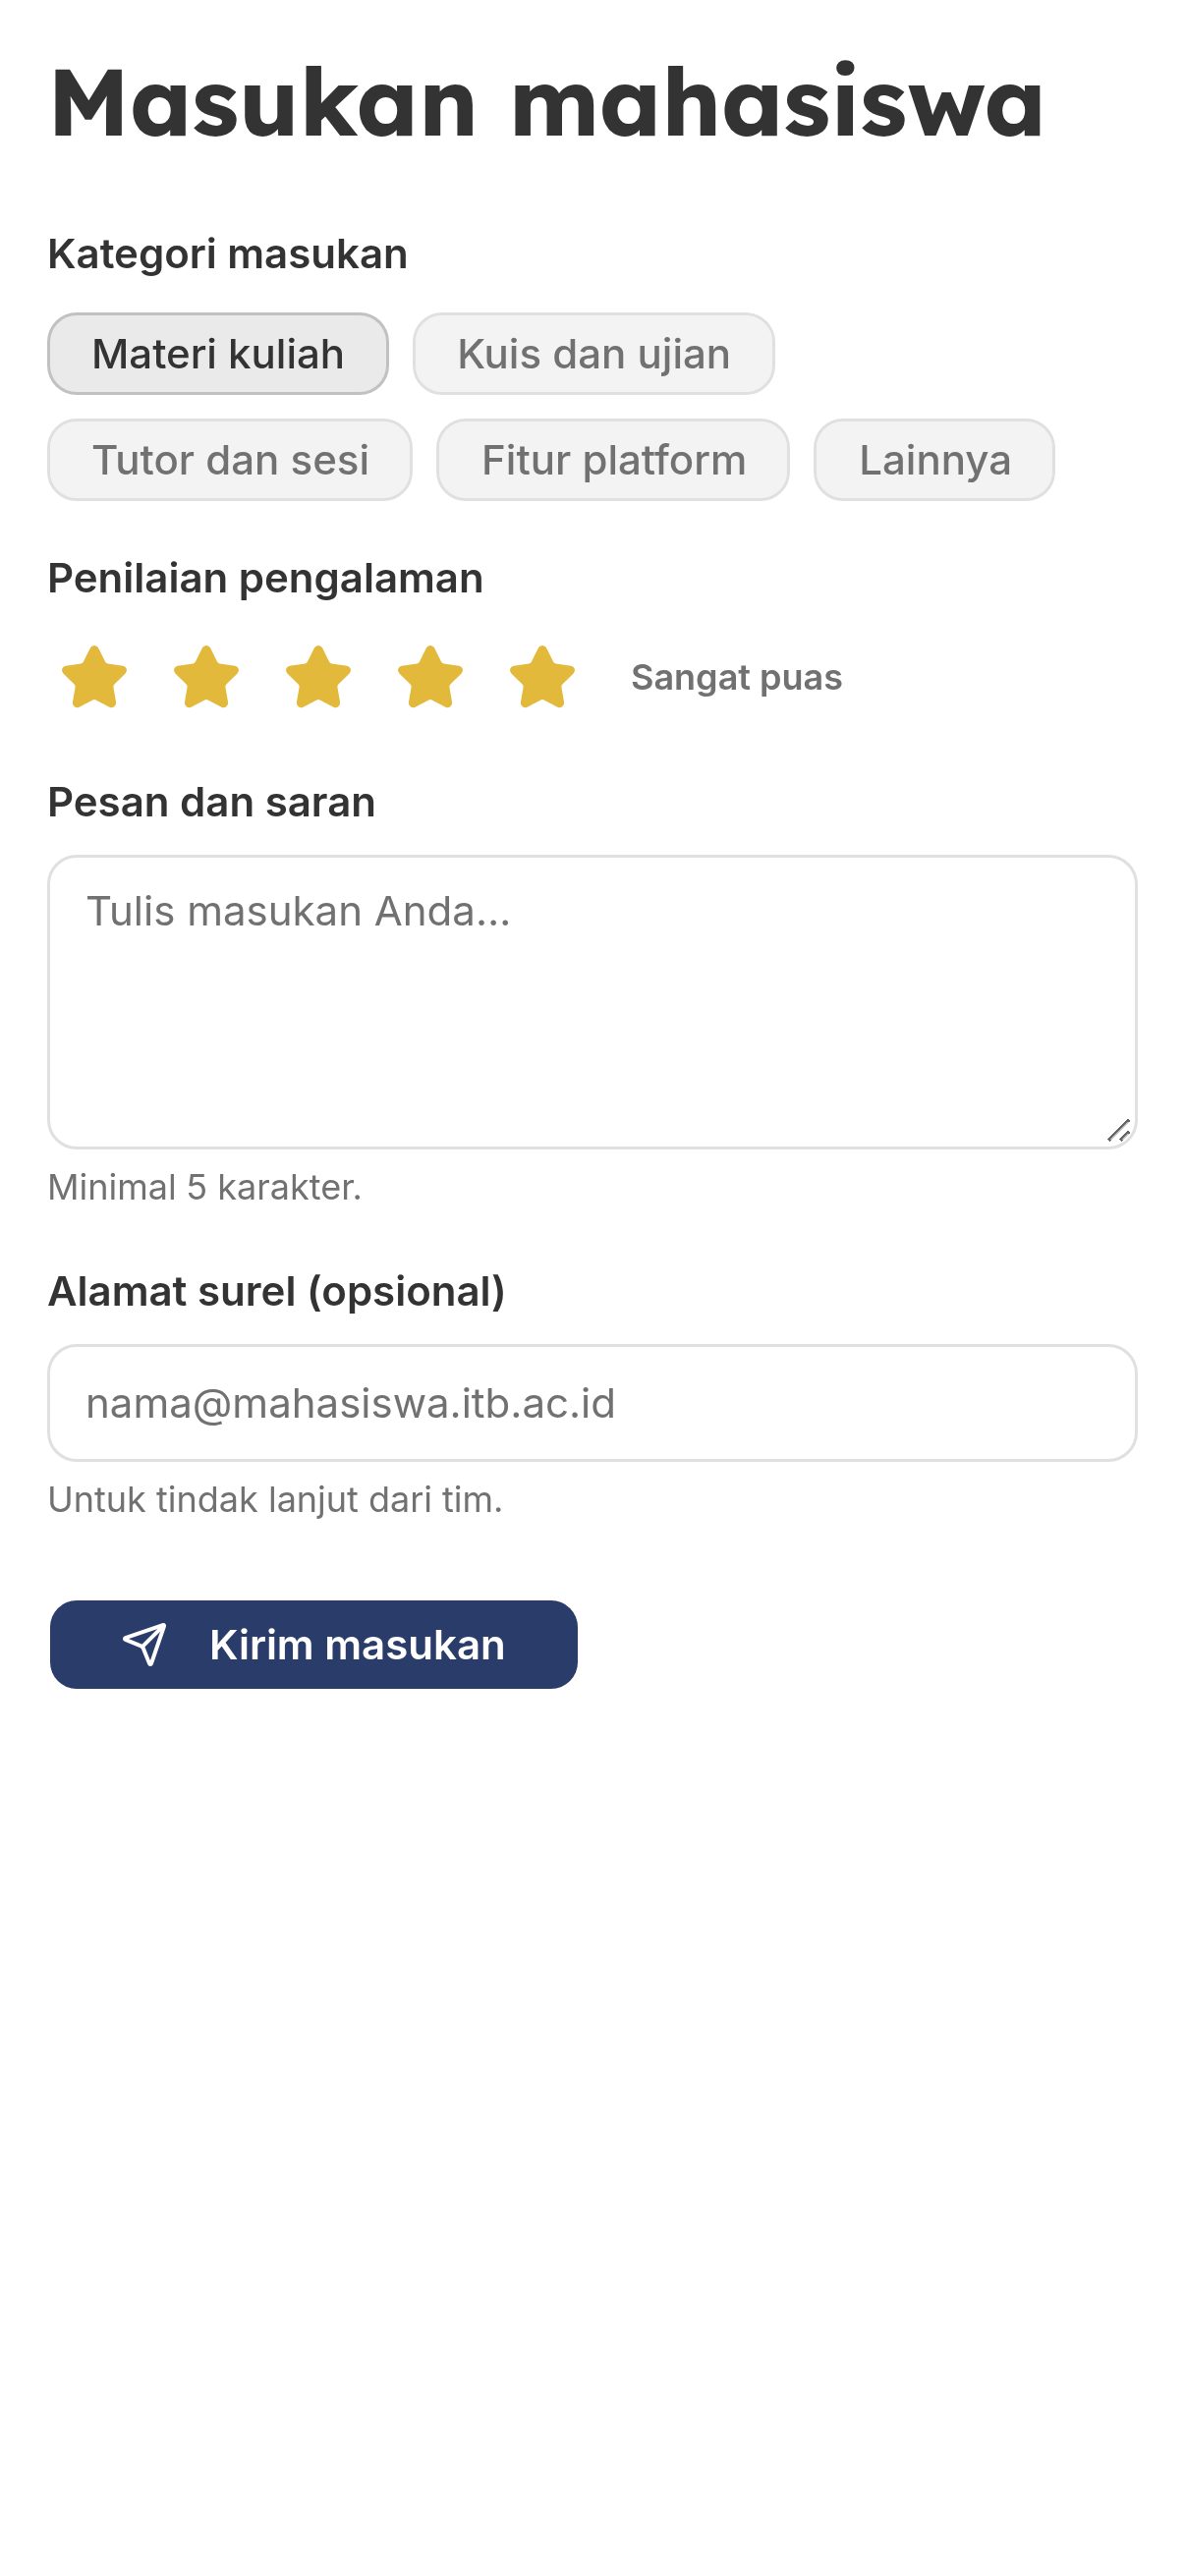 Masukan mahasiswa
Kategori masukan
Materi kuliah
Kuis dan ujian
Tutor dan sesi
Fitur platform
Lainnya
Penilaian pengalaman
Sangat puas
Pesan dan saran
Tulis masukan Anda...
Minimal 5 karakter.
Alamat surel (opsional)
nama@mahasiswa.itb.ac.id
Untuk tindak lanjut dari tim.
Kirim masukan